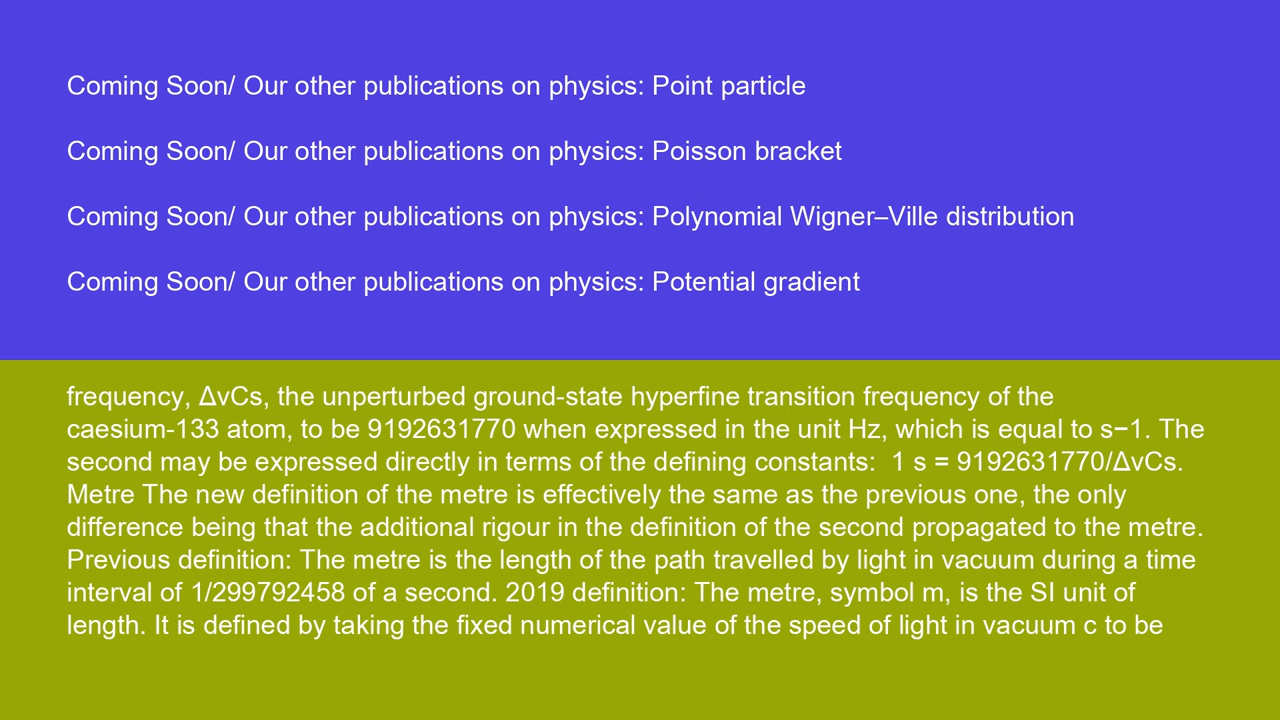 Coming Soon/ Our other publications on physics: Point particle
Coming Soon/ Our other publications on physics: Poisson bracket
Coming Soon/ Our other publications on physics: Polynomial Wigner–Ville distribution
Coming Soon/ Our other publications on physics: Potential gradient
frequency, ΔνCs, the unperturbed ground-state hyperfine transition frequency of the
caesium-133 atom, to be 9192631770 when expressed in the unit Hz, which is equal to s−1. The
second may be expressed directly in terms of the defining constants:  1 s = 9192631770/ΔνCs.
Metre The new definition of the metre is effectively the same as the previous one, the only
difference being that the additional rigour in the definition of the second propagated to the metre.
Previous definition: The metre is the length of the path travelled by light in vacuum during a time
interval of 1/299792458 of a second. 2019 definition: The metre, symbol m, is the SI unit of
length. It is defined by taking the fixed numerical value of the speed of light in vacuum c to be